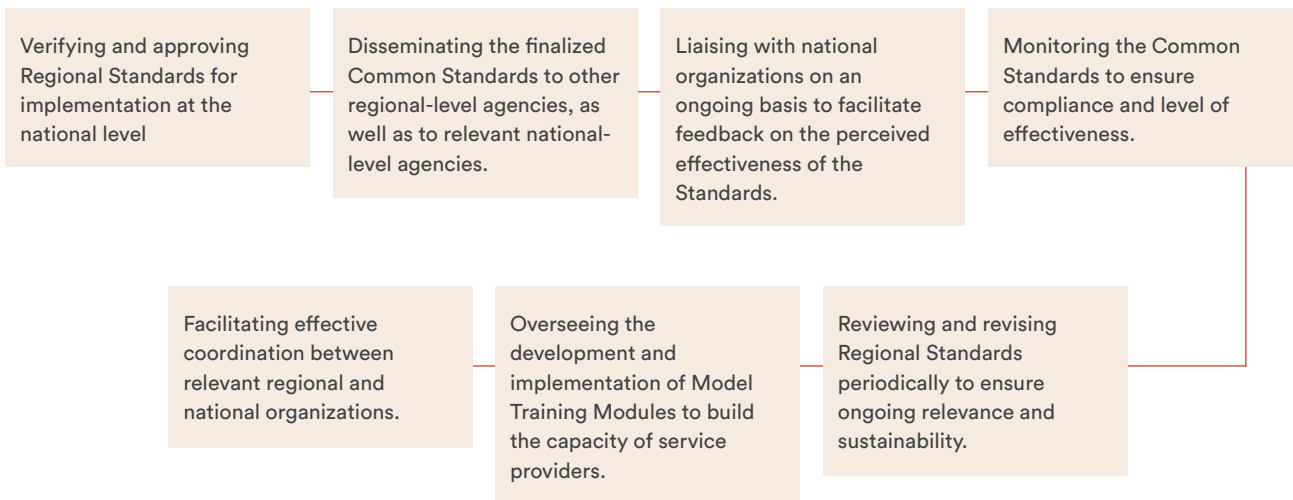 Verifying and approving
Regional Standards for
implementation at the
national level
Disseminating the finalized
Common Standards to other
regional-level agencies, as
well as to relevant national-
level agencies.
Liaising with national
organizations on an
ongoing basis to facilitate
feedback on the perceived
effectiveness of the
Standards.
Monitoring the Common
Standards to ensure
compliance and level of
effectiveness.
Reviewing and revising
Regional Standards
periodically to ensure
ongoing relevance and
sustainability.
Overseeing the
development and
implementation of Model
Training Modules to build
the capacity of service
providers.
Facilitating effective
coordination between
relevant regional and
national organizations.